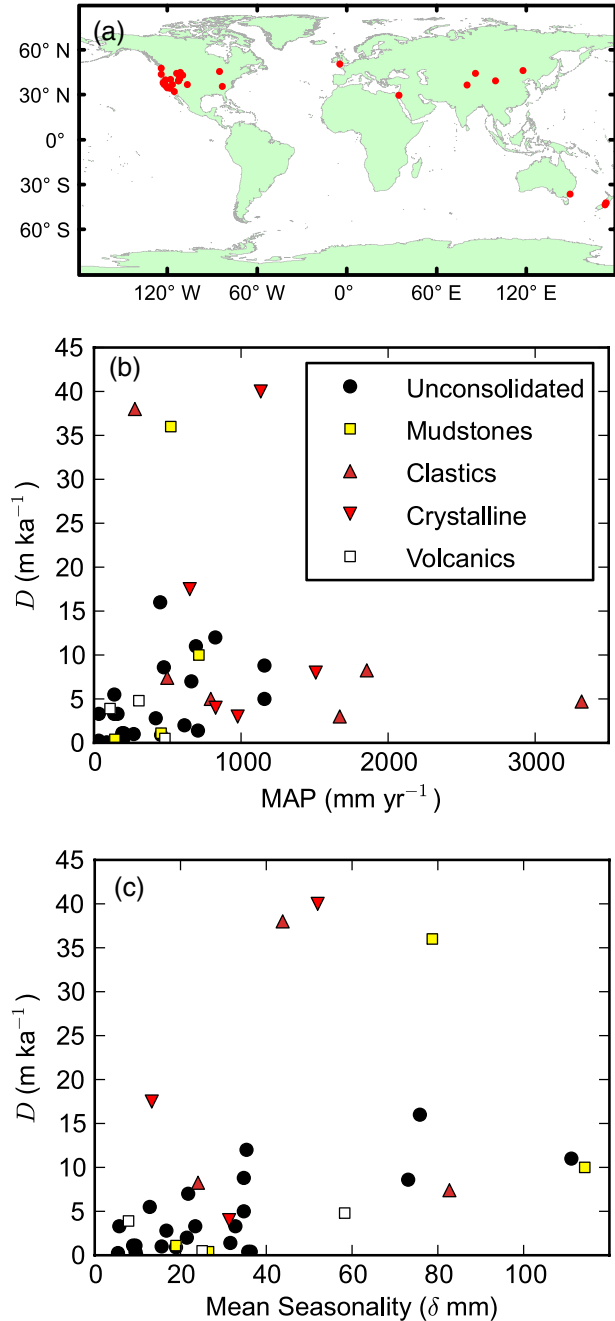 (a)
60° N
30° N
0°
30° S
60° S
120° W 60° W 0° 60° E 120° E
(b)
45
40
35
30
25
20
15
10
5
0
D (m ka⁻¹)
Unconsolidated
Mudstones
Clastics
Crystalline
Volcanics
0 1000 2000 3000
MAP (mm yr⁻¹)
(c)
45
40
35
30
25
20
15
10
5
0
D (m ka⁻¹)
0 20 40 60 80 100
Mean Seasonality (δ mm)